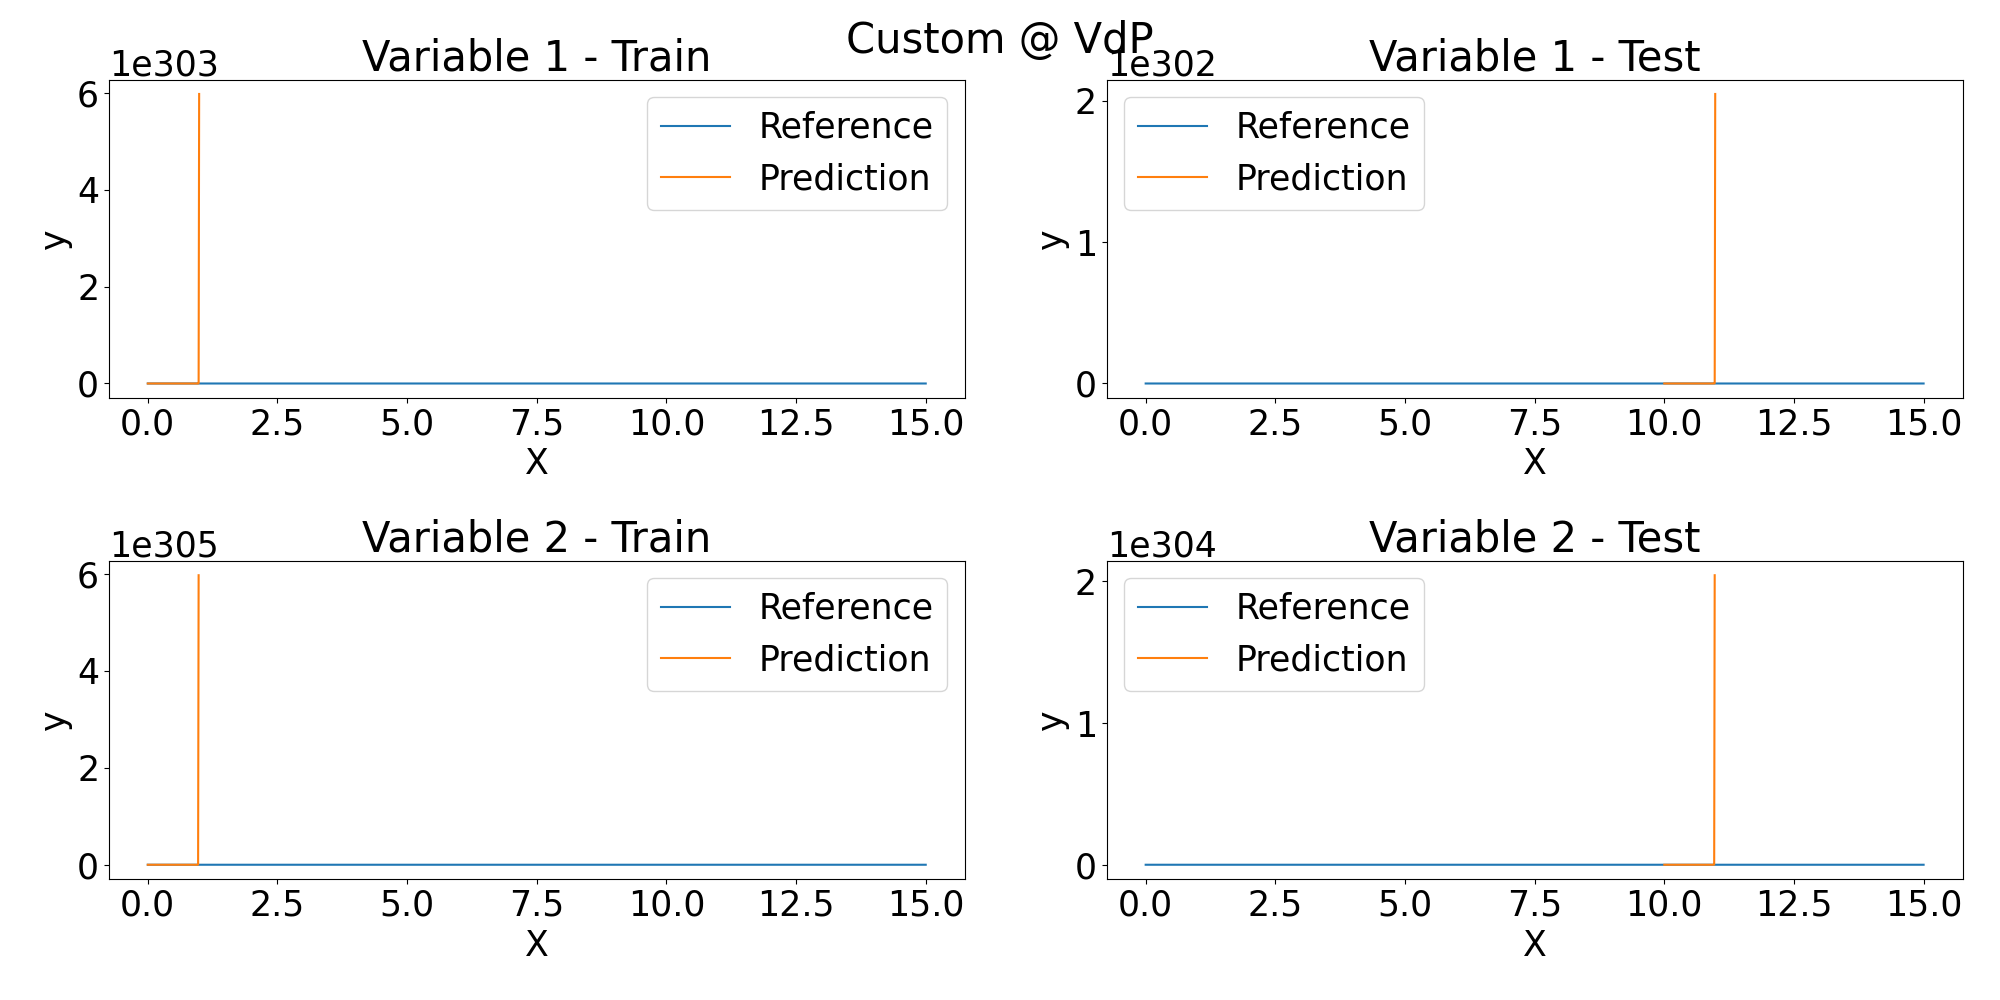 Custom @ VdP
Variable 1 - Train
1e303
6
4
2
0
y
0.0 2.5 5.0 7.5 10.0 12.5 15.0
X
Reference
Prediction
Variable 1 - Test
1e302
2
1
0
y
0.0 2.5 5.0 7.5 10.0 12.5 15.0
X
Reference
Prediction
Variable 2 - Train
1e305
6
4
2
0
y
0.0 2.5 5.0 7.5 10.0 12.5 15.0
X
Reference
Prediction
Variable 2 - Test
1e304
2
1
0
y
0.0 2.5 5.0 7.5 10.0 12.5 15.0
X
Reference
Prediction